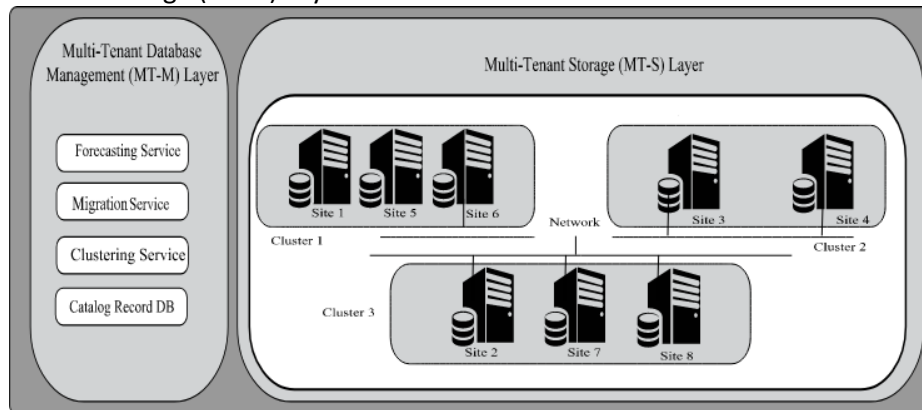 Multi-Tenant Database
Management (MT-M) Layer
Forecasting Service
Migration Service
Clustering Service
Catalog Record DB
Multi-Tenant Storage (MT-S) Layer
Site 1
Site 5
Site 6
Cluster 1
Site 3
Site 4
Cluster 2
Network
Cluster 3
Site 2
Site 7
Site 8